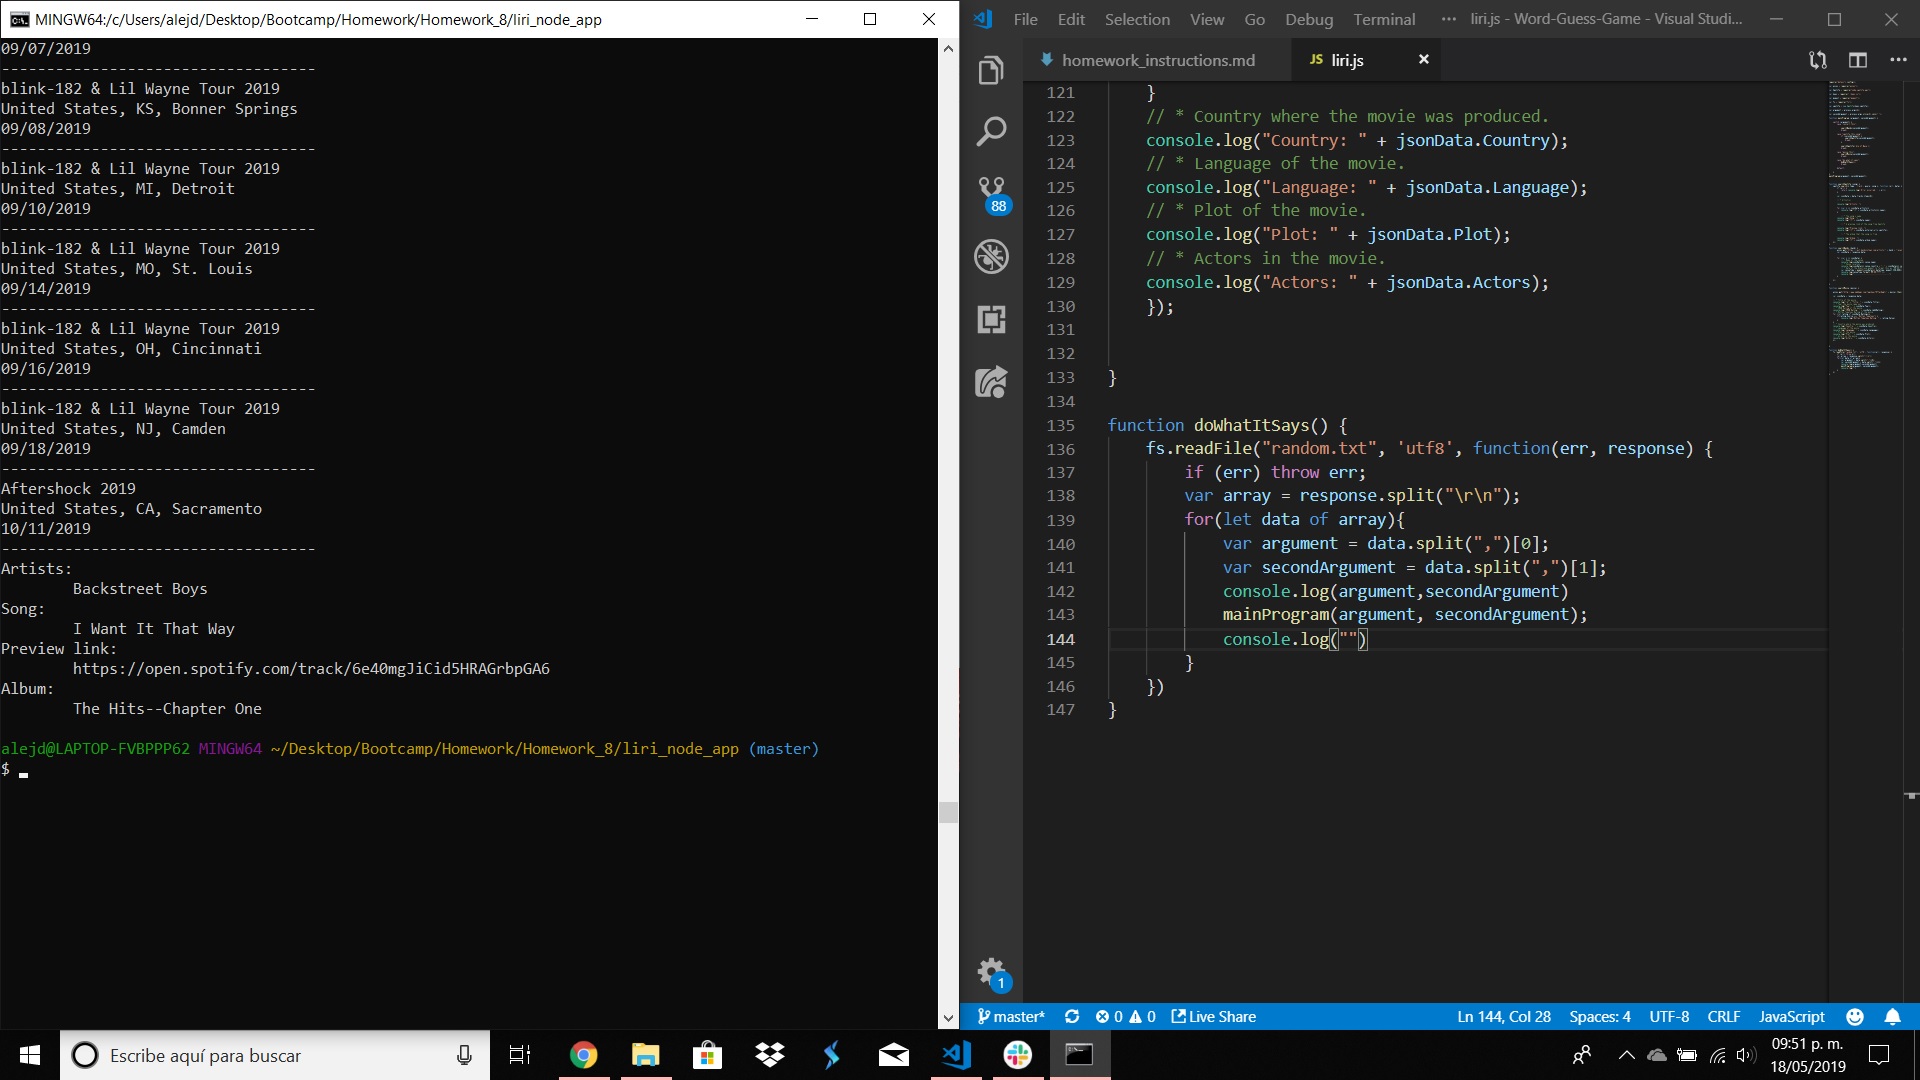 MINGW64:/c/Users/alejd/Desktop/Bootcamp/Homework/Homework_8/liri_node_app
09/07/2019
-----------------------------------
blink-182 & Lil Wayne Tour 2019
United States, KS, Bonner Springs
09/08/2019
-----------------------------------
blink-182 & Lil Wayne Tour 2019
United States, MI, Detroit
09/10/2019
-----------------------------------
blink-182 & Lil Wayne Tour 2019
United States, MO, St. Louis
09/14/2019
-----------------------------------
blink-182 & Lil Wayne Tour 2019
United States, OH, Cincinnati
09/16/2019
-----------------------------------
blink-182 & Lil Wayne Tour 2019
United States, NJ, Camden
09/18/2019
-----------------------------------
Aftershock 2019
United States, CA, Sacramento
10/11/2019
-----------------------------------
Artists:
Backstreet Boys
Song:
I Want It That Way
Preview link:
https://open.spotify.com/track/6e40mgJiCid5HRAGrbpGA6
Album:
The Hits--Chapter One
alejd@LAPTOP-FVBPPP62 MINGW64 ~/Desktop/Bootcamp/Homework/Homework_8/liri_node_app (master)
$
File Edit Selection View Go Debug Terminal ··· liri.js - Word-Guess-Game - Visual Studi...
homework_instructions.md
JS liri.js
88
1
121 }
122 // * Country where the movie was produced.
123 console.log("Country: " + jsonData.Country);
124 // * Language of the movie.
125 console.log("Language: " + jsonData.Language);
126 // * Plot of the movie.
127 console.log("Plot: " + jsonData.Plot);
128 // * Actors in the movie.
129 console.log("Actors: " + jsonData.Actors);
130 });
131
132
133 }
134
135 function doWhatItSays() {
136 fs.readFile("random.txt", 'utf8', function(err, response) {
137 if (err) throw err;
138 var array = response.split("\r\n");
139 for(let data of array){
140 var argument = data.split(",")[0];
141 var secondArgument = data.split(",")[1];
142 console.log(argument,secondArgument)
143 mainProgram(argument, secondArgument);
144 console.log("")
145 }
146 })
147 }
master* 0 0 Live Share Ln 144, Col 28 Spaces: 4 UTF-8 CRLF JavaScript
Escribe aquí para buscar
09:51 p. m.
18/05/2019